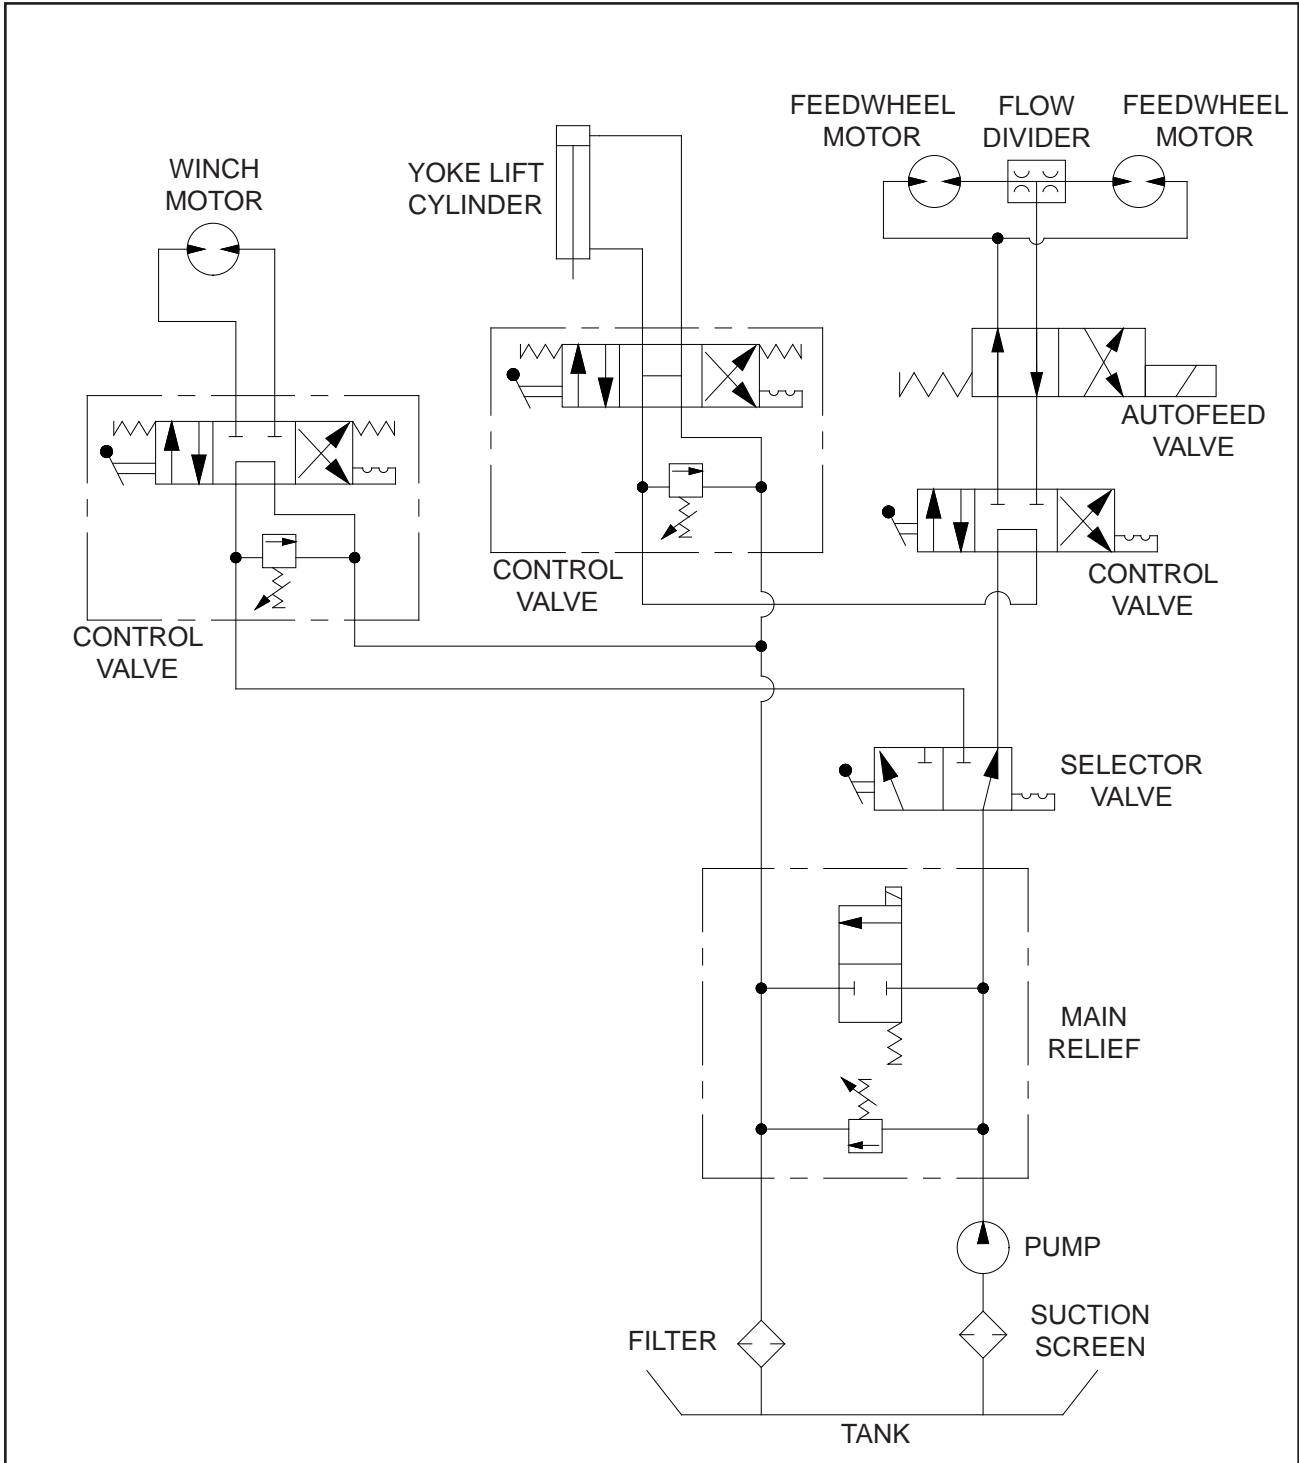 FEEDWHEEL
MOTOR
FLOW
DIVIDER
FEEDWHEEL
MOTOR
WINCH
MOTOR
YOKE LIFT
CYLINDER
AUTOFEED
VALVE
CONTROL
VALVE
CONTROL
VALVE
CONTROL
VALVE
SELECTOR
VALVE
MAIN
RELIEF
PUMP
SUCTION
SCREEN
FILTER
TANK